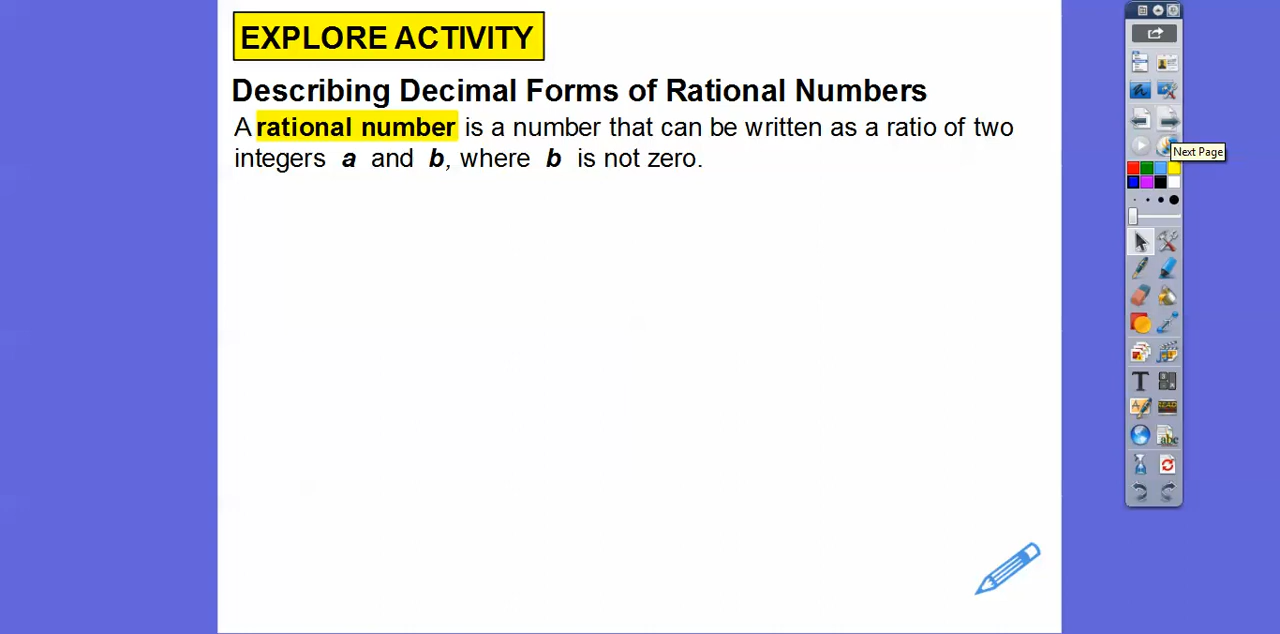 EXPLORE ACTIVITY
Describing Decimal Forms of Rational Numbers
A rational number is a number that can be written as a ratio of two
integers a and b, where b is not zero.
Next Page
T
abc